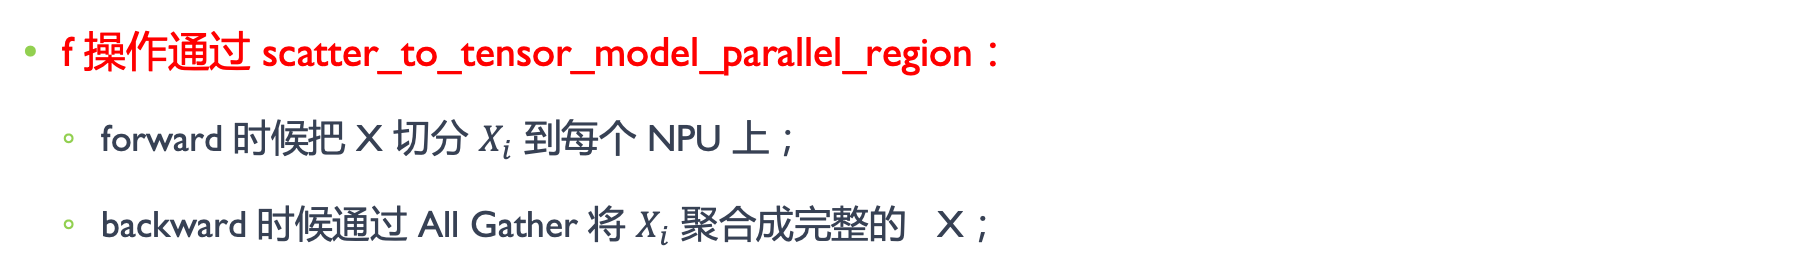 • f 操作通过 scatter_to_tensor_model_parallel_region：
◦ forward 时候把 X 切分 𝑋ᵢ 到每个 NPU 上；
◦ backward 时候通过 All Gather 将 𝑋ᵢ 聚合成完整的 X；